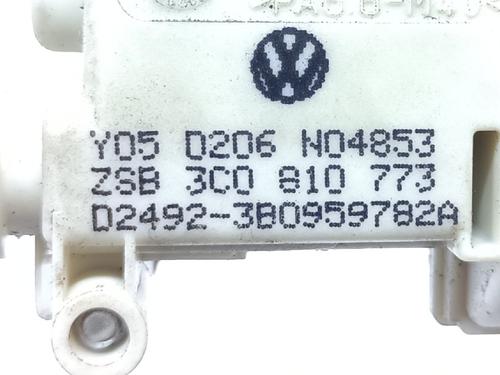 Y05 D206 N04853
ZSB 3C0 810 773
D2492-3B0959782A